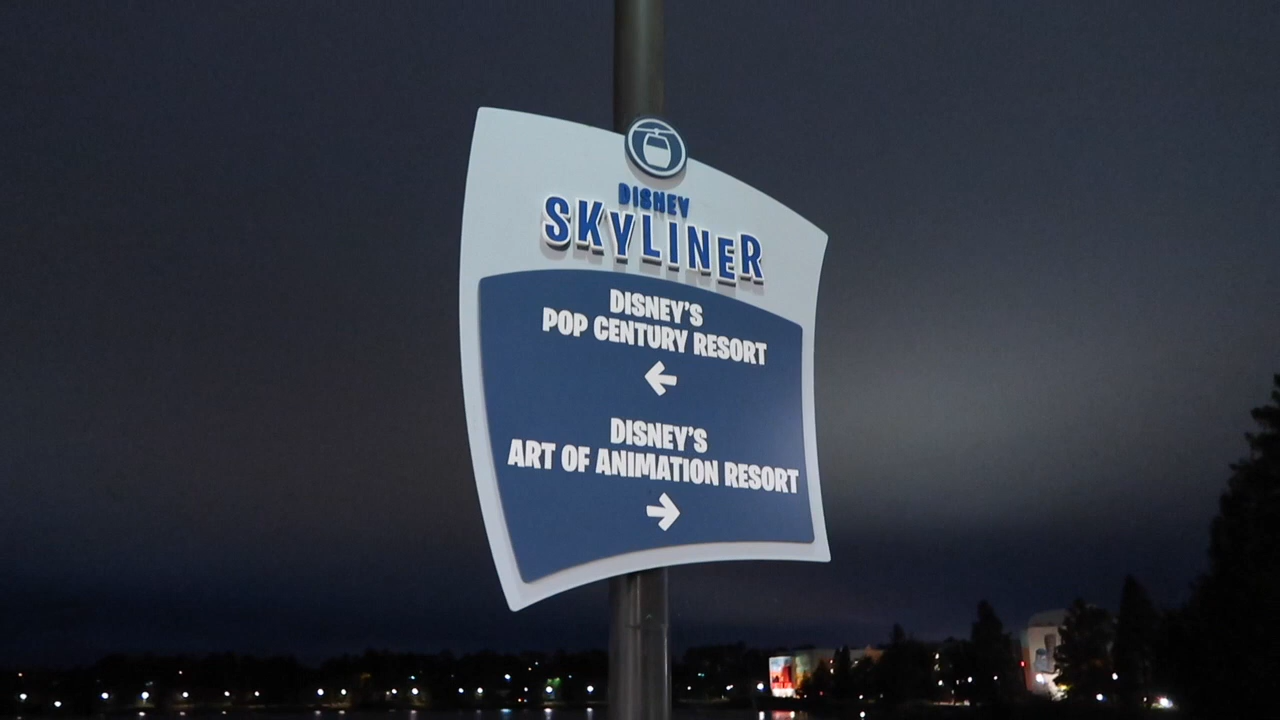 DISNEY
SKYLINER
DISNEY'S
POP CENTURY RESORT
←
DISNEY'S
ART OF ANIMATION RESORT
→